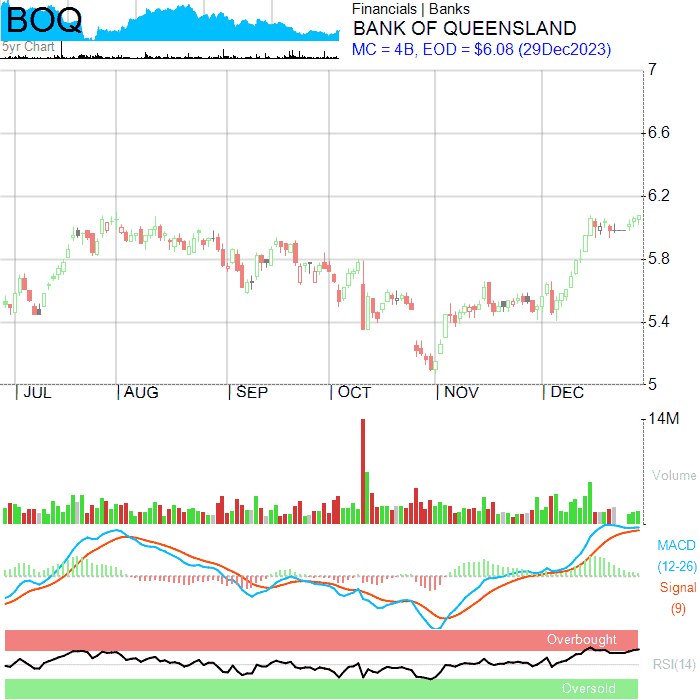 BOQ
5yr Chart
Financials | Banks
BANK OF QUEENSLAND
MC = 4B, EOD = $6.08 (29Dec2023)
7
6.6
6.2
5.8
5.4
5
JUL AUG SEP OCT NOV DEC
14M
Volume
MACD
(12-26)
Signal
(9)
Overbought
RSI(14)
Oversold